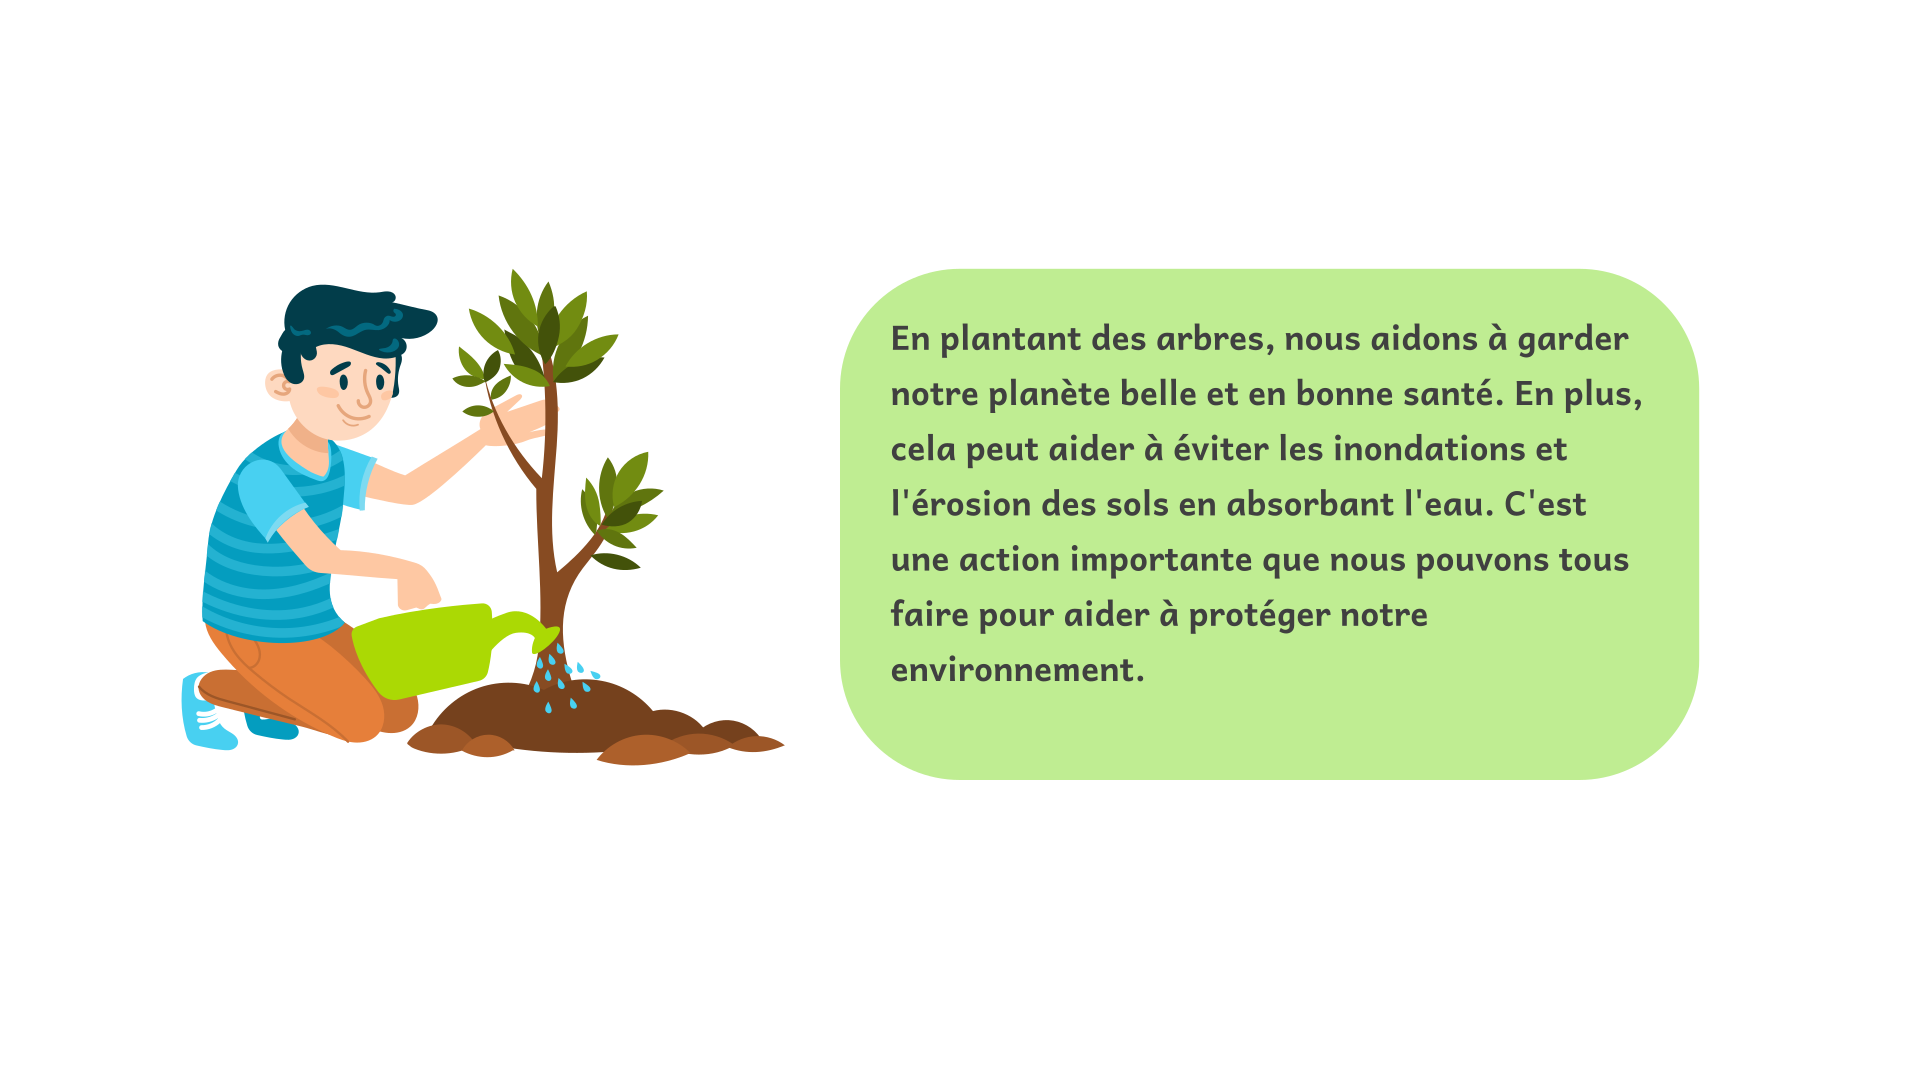 En plantant des arbres, nous aidons à garder
notre planète belle et en bonne santé. En plus,
cela peut aider à éviter les inondations et
l'érosion des sols en absorbant l'eau. C'est
une action importante que nous pouvons tous
faire pour aider à protéger notre
environnement.